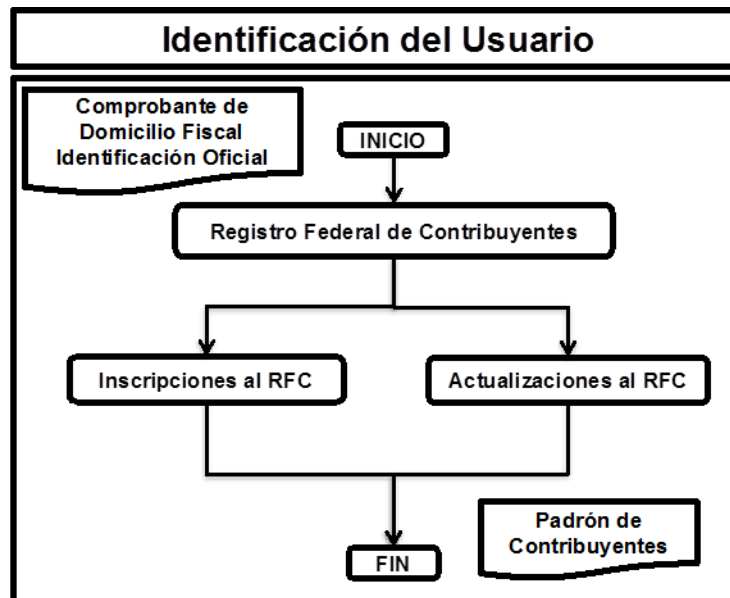 Identificación del Usuario
Comprobante de
Domicilio Fiscal
Identificación Oficial
INICIO
Registro Federal de Contribuyentes
Inscripciones al RFC
Actualizaciones al RFC
Padrón de
Contribuyentes
FIN